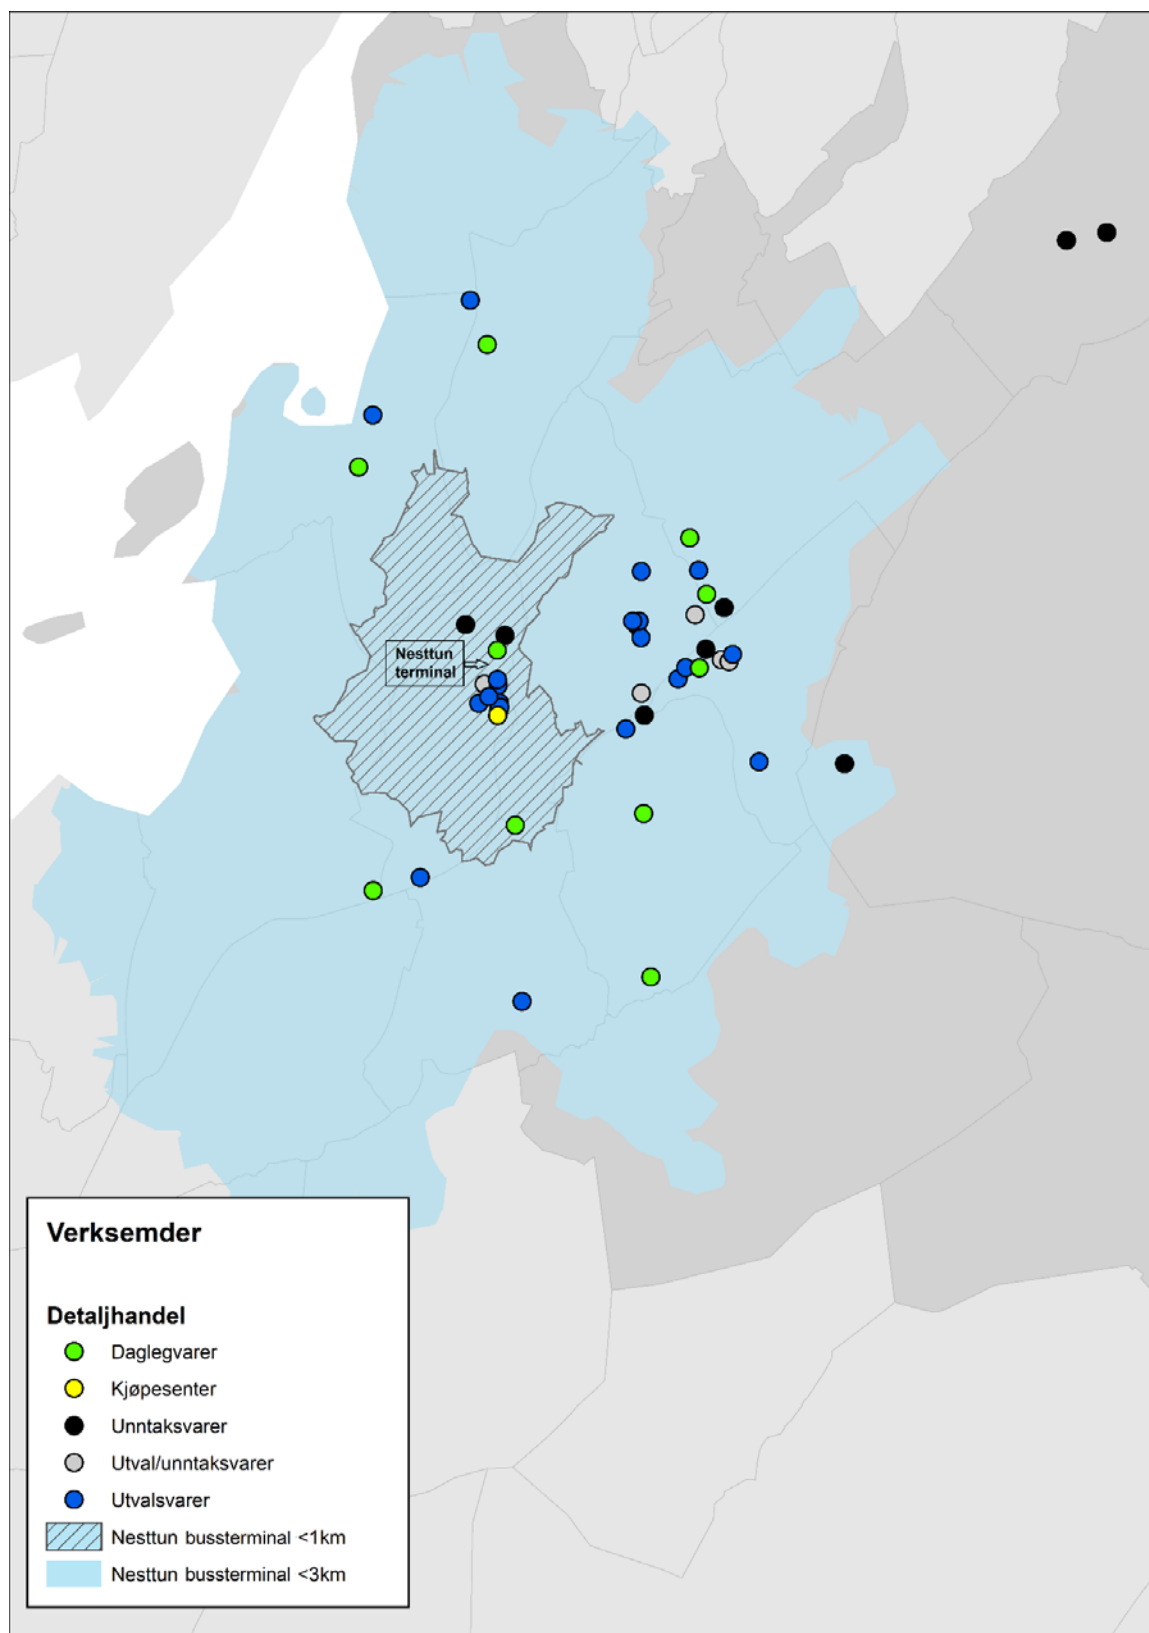 Nesttun
terminal
Verksemder
Detaljhandel
Daglegvarer
Kjøpesenter
Unntaksvarer
Utval/unntaksvarer
Utvalsvarer
Nesttun bussterminal <1km
Nesttun bussterminal <3km